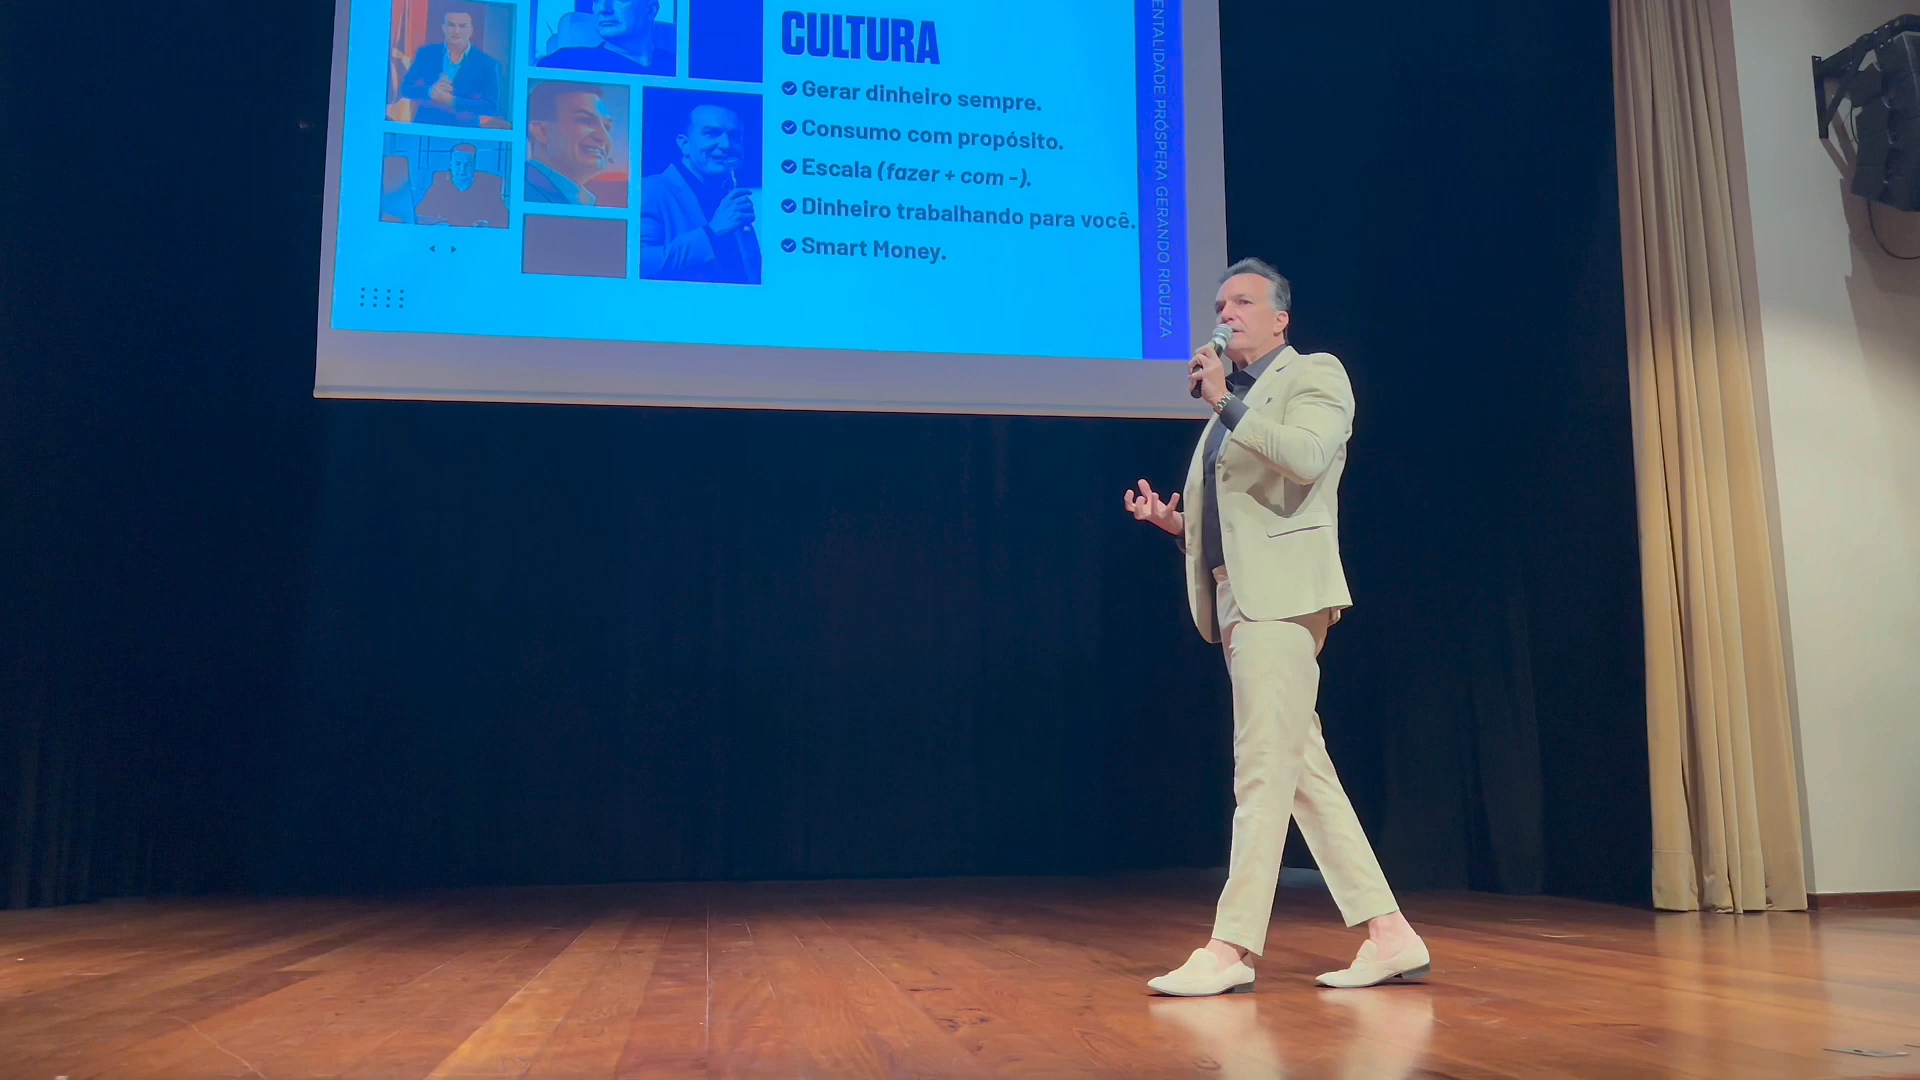 CULTURA
Gerar dinheiro sempre.
Consumo com propósito.
Escala (fazer + com -).
Dinheiro trabalhando para você.
Smart Money.
ENTALIDADE PRÓSPERA GERANDO RIQUEZA